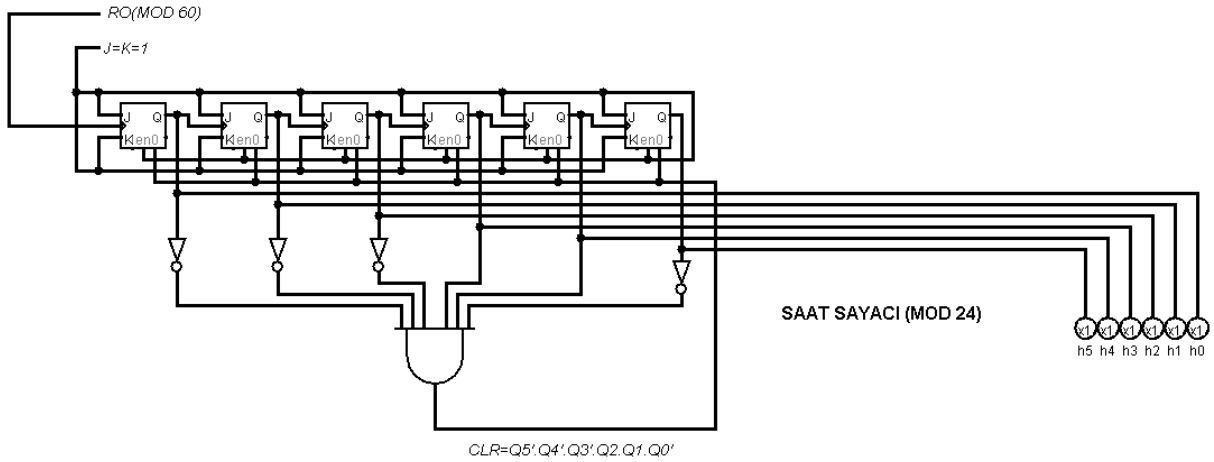 RO(MOD 60)
J=K=1
J Q J Q J Q J Q J Q J Q
K en0 K en0 K en0 K en0 K en0 K en0
SAAT SAYACI (MOD 24)
x1 x1 x1 x1 x1 x1
h5 h4 h3 h2 h1 h0
CLR=Q5'.Q4'.Q3'.Q2.Q1.Q0'